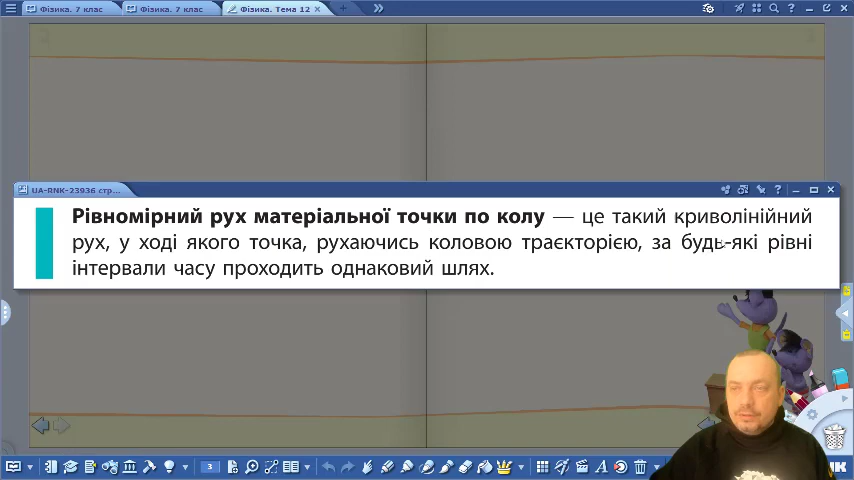 Фізика. 7 клас
Фізика. 7 клас
Фізика. Тема 12
UA-RNK-23936 стр...
Рівномірний рух матеріальної точки по колу — це такий криволінійний
рух, у ході якого точка, рухаючись коловою траєкторією, за будь-які рівні
інтервали часу проходить однаковий шлях.
3